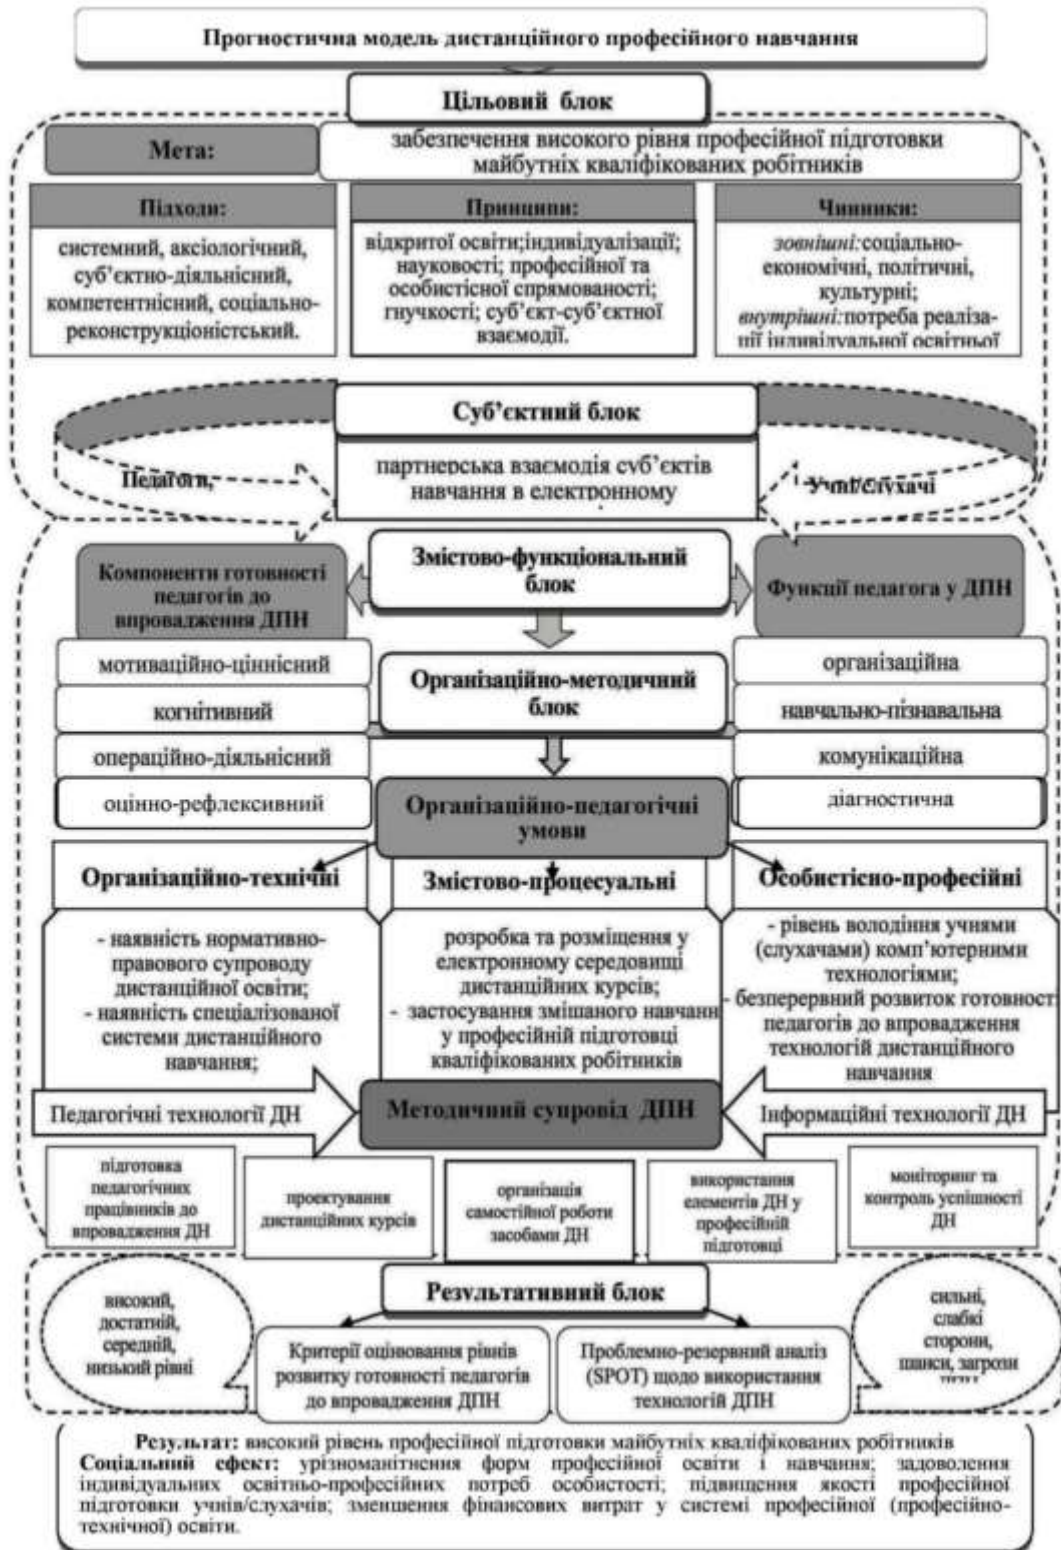 Прогностична модель дистанційного професійного навчання
Цільовий блок
Мета:
забезпечення високого рівня професійної підготовки
майбутніх кваліфікованих робітників
Підходи:
системний, аксіологічний,
суб’єктно-діяльнісний,
компетентнісний, соціально-
реконструкціоністський.
Принципи:
відкритої освіти;індивідуалізації;
науковості; професійної та
особистісної спрямованості;
гнучкості; суб’єкт-суб’єктної
взаємодії.
Чинники:
зовнішні:соціально-
економічні, політичні,
культурні;
внутрішні:потреба реаліза-
ції індивідуальної освітньої
Суб’єктний блок
партнерська взаємодія суб’єктів
навчання в електронному
Педагоги,
Учні/слухачі
Змістово-функціональний
блок
Компоненти готовності
педагогів до
впровадження ДПН
мотиваційно-ціннісний
когнітивний
операційно-діяльнісний
оцінно-рефлексивний
Функції педагога у ДПН
організаційна
навчально-пізнавальна
комунікаційна
діагностична
Організаційно-методичний
блок
Організаційно-педагогічні
умови
Організаційно-технічні
- наявність нормативно-
правового супроводу
дистанційної освіти;
- наявність спеціалізованої
системи дистанційного
навчання;
Змістово-процесуальні
розробка та розміщення у
електронному середовищі
дистанційних курсів;
- застосування змішаного навчанн
у професійній підготовці
кваліфікованих робітників
Особистісно-професійні
- рівень володіння учнями
(слухачами) комп’ютерними
технологіями;
- безперервний розвиток готовност
педагогів до впровадження
технологій дистанційного
навчання
Педагогічні технології ДН
Методичний супровід ДПН
Інформаційні технології ДН
підготовка
педагогічних
працівників до
впровадження ДН
проектування
дистанційних курсів
організація
самостійної роботи
засобами ДН
використання
елементів ДН у
професійній
підготовці
моніторинг та
контроль успішності
ДН
Результативний блок
високий,
достатній,
середній,
низький рівні
Критерії оцінювання рівнів
розвитку готовності педагогів
до впровадження ДПН
Проблемно-резервний аналіз
(SPOT) щодо використання
технологій ДПН
сильні,
слабкі
сторони,
шанси, загрози
Результат: високий рівень професійної підготовки майбутніх кваліфікованих робітників
Соціальний ефект: урізноманітнення форм професійної освіти і навчання; задоволення
індивідуальних освітньо-професійних потреб особистості; підвищення якості професійної
підготовки учнів/слухачів; зменшення фінансових витрат у системі професійної (професійно-
технічної) освіти.